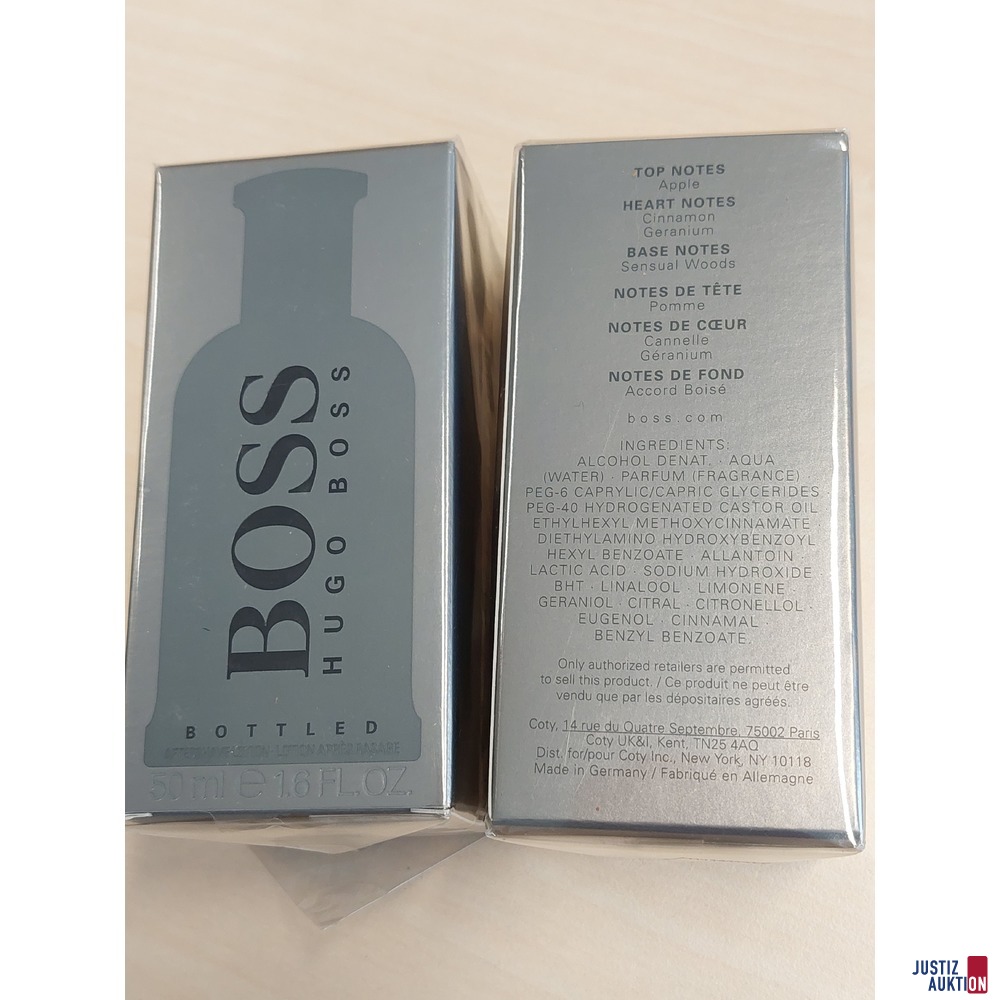 BOSS
HUGO BOSS
BOTTLED
AFTERSHAVE LOTION · LOTION APRÈS RASAGE
50 ml e 1.6 FL.OZ.
TOP NOTES
Apple
HEART NOTES
Cinnamon
Geranium
BASE NOTES
Sensual Woods
NOTES DE TÊTE
Pomme
NOTES DE CŒUR
Cannelle
Géranium
NOTES DE FOND
Accord Boisé
boss.com
INGREDIENTS:
ALCOHOL DENAT. · AQUA
(WATER) · PARFUM (FRAGRANCE) ·
PEG-6 CAPRYLIC/CAPRIC GLYCERIDES ·
PEG-40 HYDROGENATED CASTOR OIL
ETHYLHEXYL METHOXYCINNAMATE
DIETHYLAMINO HYDROXYBENZOYL
HEXYL BENZOATE · ALLANTOIN ·
LACTIC ACID · SODIUM HYDROXIDE
BHT · LINALOOL · LIMONENE
GERANIOL · CITRAL · CITRONELLOL ·
EUGENOL · CINNAMAL ·
BENZYL BENZOATE.
Only authorized retailers are permitted
to sell this product. / Ce produit ne peut être
vendu que par les dépositaires agréés.
Coty, 14 rue du Quatre Septembre, 75002 Paris
Coty UK&I, Kent, TN25 4AQ
Dist. for/pour Coty Inc., New York, NY 10118
Made in Germany / Fabriqué en Allemagne
JUSTIZ
AUKTION